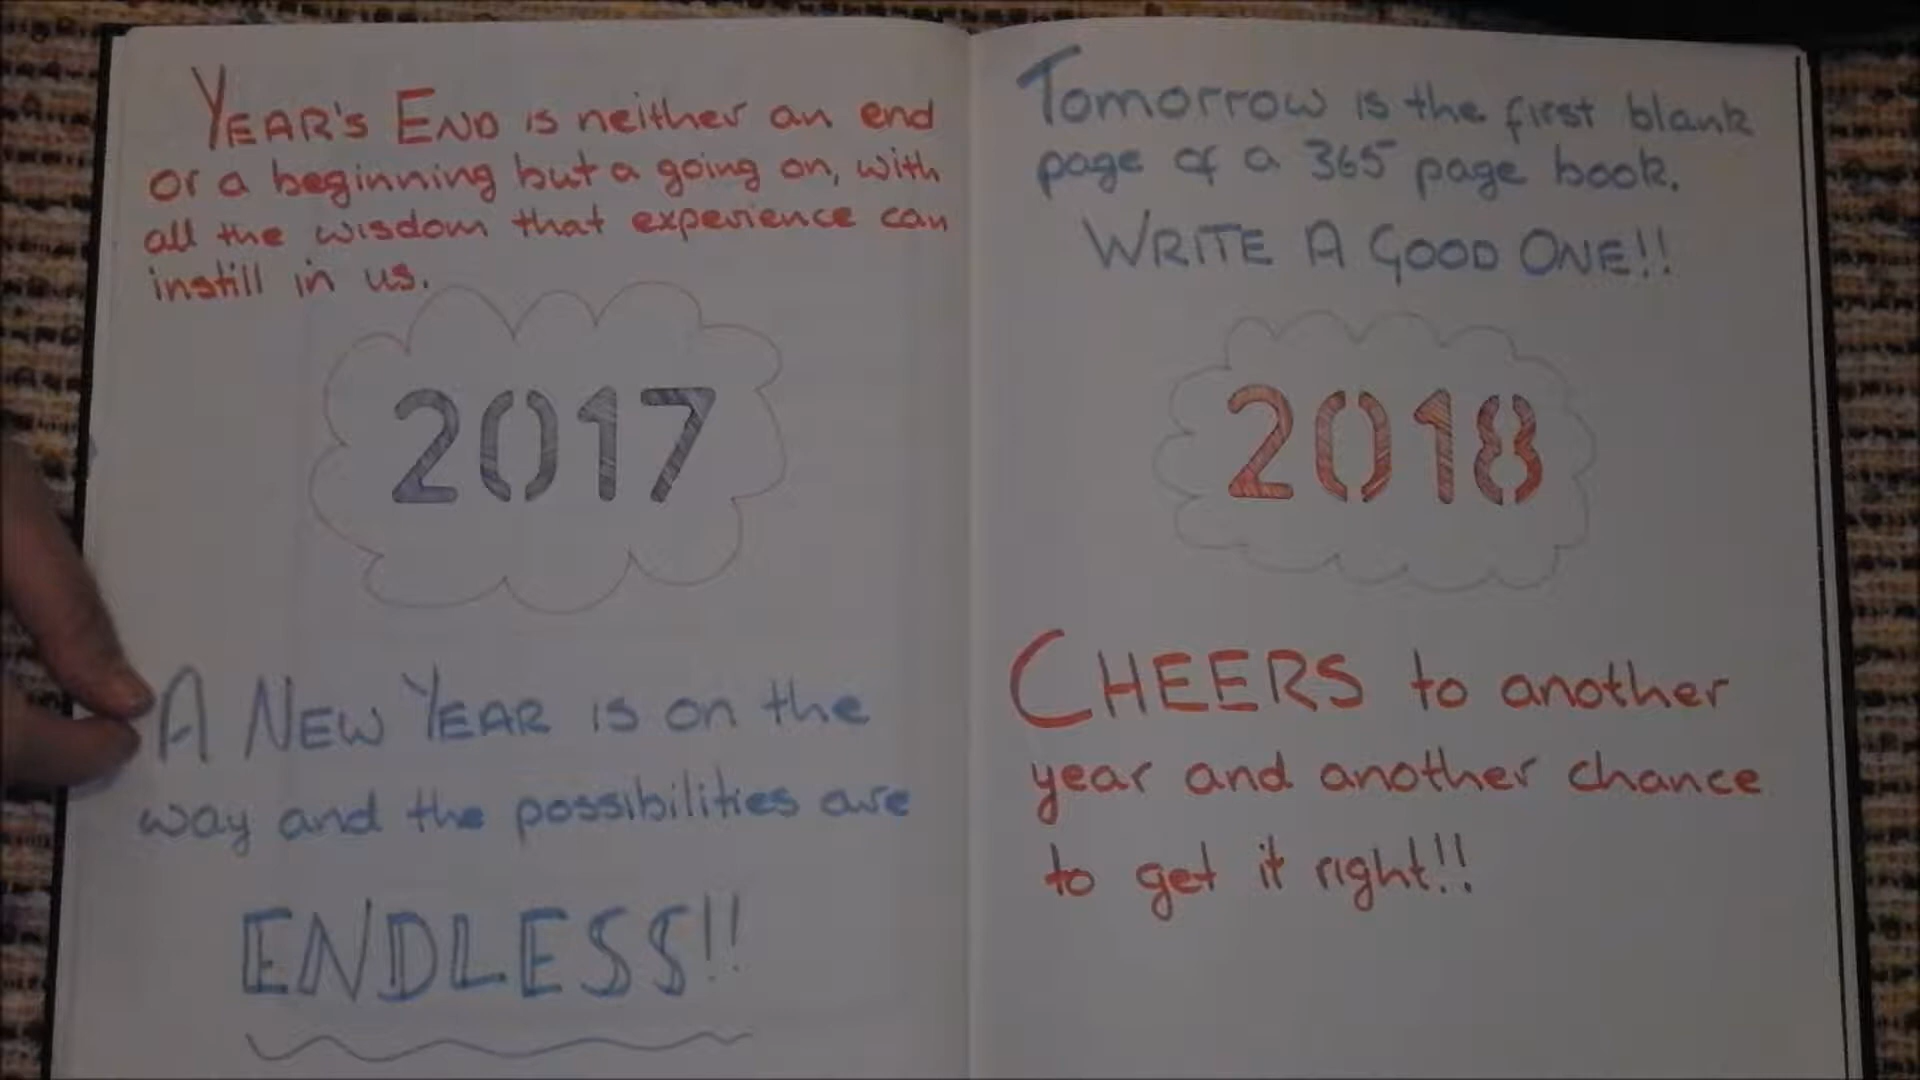 YEAR'S END is neither an end
or a beginning but a going on, with
all the wisdom that experience can
instill in us.
2017
A NEW YEAR is on the
way and the possibilities are
ENDLESS!!
Tomorrow is the first blank
page of a 365 page book.
WRITE A GOOD ONE!!
2018
CHEERS to another
year and another chance
to get it right!!